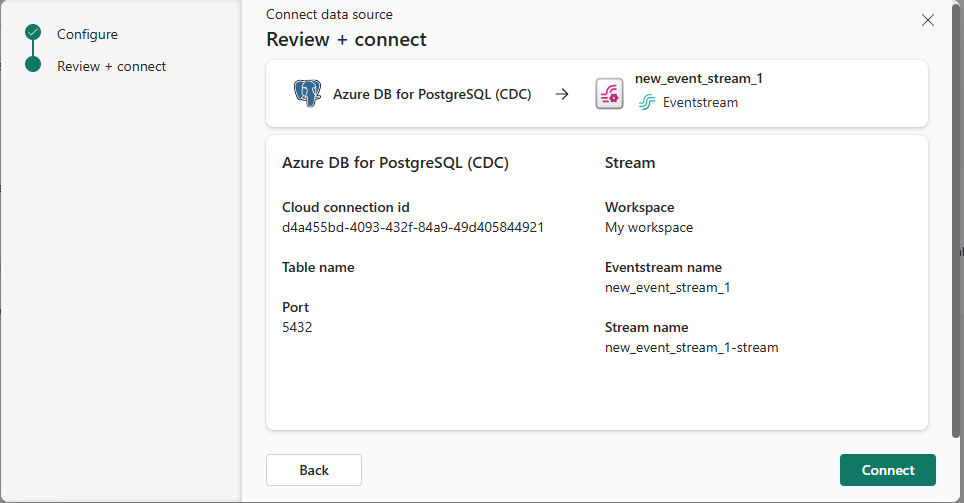 Configure
Review + connect
Connect data source
Review + connect
Azure DB for PostgreSQL (CDC)
new_event_stream_1
Eventstream
Azure DB for PostgreSQL (CDC)
Cloud connection id
d4a455bd-4093-432f-84a9-49d405844921
Table name
Port
5432
Stream
Workspace
My workspace
Eventstream name
new_event_stream_1
Stream name
new_event_stream_1-stream
Back
Connect